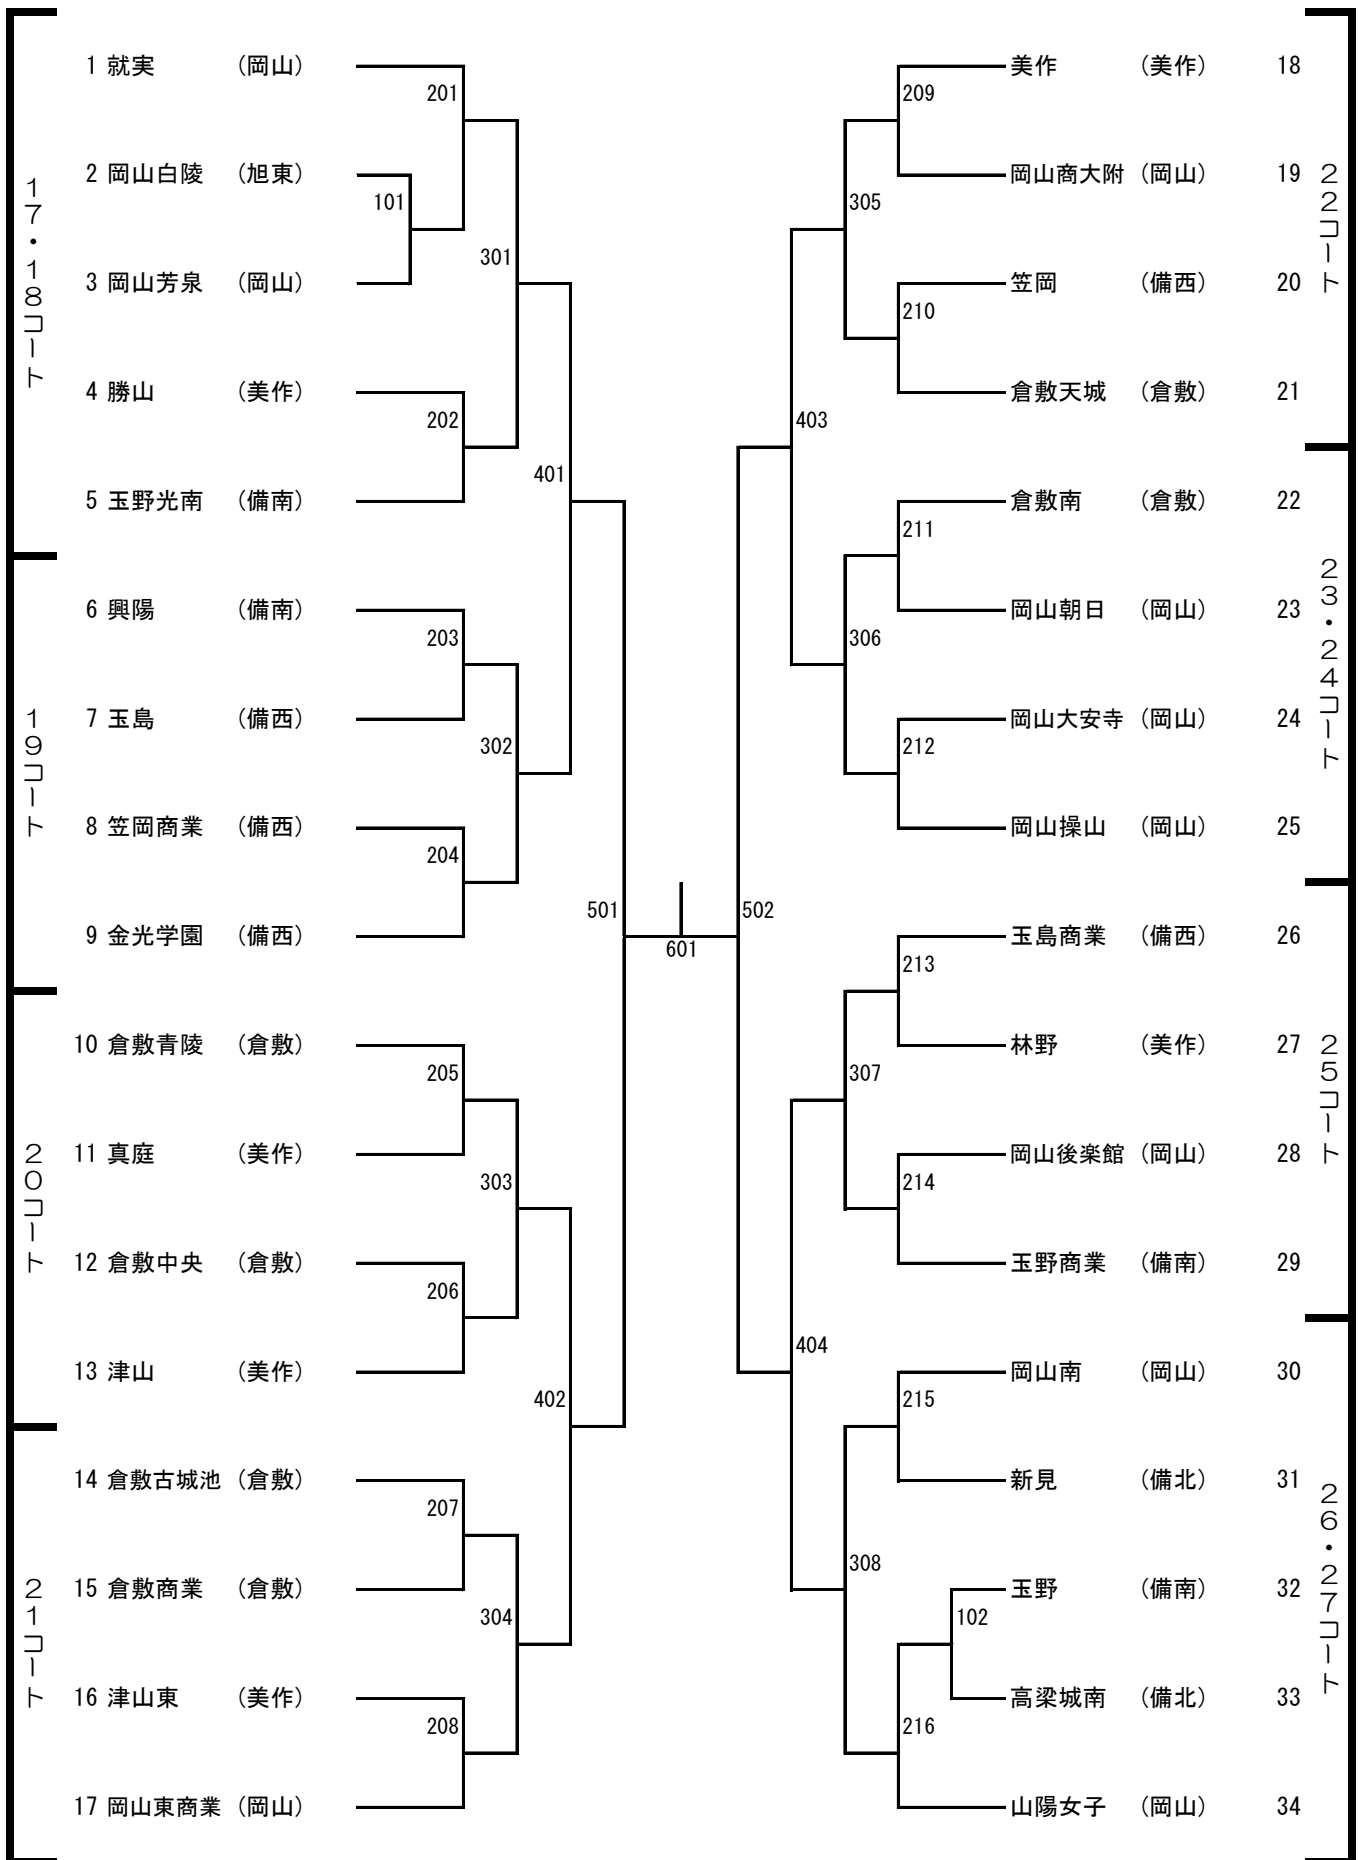 17・18コート
1 就実 (岡山)
201
2 岡山白陵 (旭東)
101
3 岡山芳泉 (岡山)
301
4 勝山 (美作)
202
5 玉野光南 (備南)
401
19コート
6 興陽 (備南)
203
7 玉島 (備西)
302
8 笠岡商業 (備西)
204
9 金光学園 (備西)
501
20コート
10 倉敷青陵 (倉敷)
205
11 真庭 (美作)
303
12 倉敷中央 (倉敷)
206
13 津山 (美作)
402
21コート
14 倉敷古城池 (倉敷)
207
15 倉敷商業 (倉敷)
304
16 津山東 (美作)
208
17 岡山東商業 (岡山)
601
22コート
美作 (美作) 18
209
岡山商大附 (岡山) 19
305
笠岡 (備西) 20
210
倉敷天城 (倉敷) 21
403
23・24コート
倉敷南 (倉敷) 22
211
岡山朝日 (岡山) 23
306
岡山大安寺 (岡山) 24
212
岡山操山 (岡山) 25
502
25コート
玉島商業 (備西) 26
213
林野 (美作) 27
307
岡山後楽館 (岡山) 28
214
玉野商業 (備南) 29
404
26・27コート
岡山南 (岡山) 30
215
新見 (備北) 31
308
玉野 (備南) 32
102
高梁城南 (備北) 33
216
山陽女子 (岡山) 34